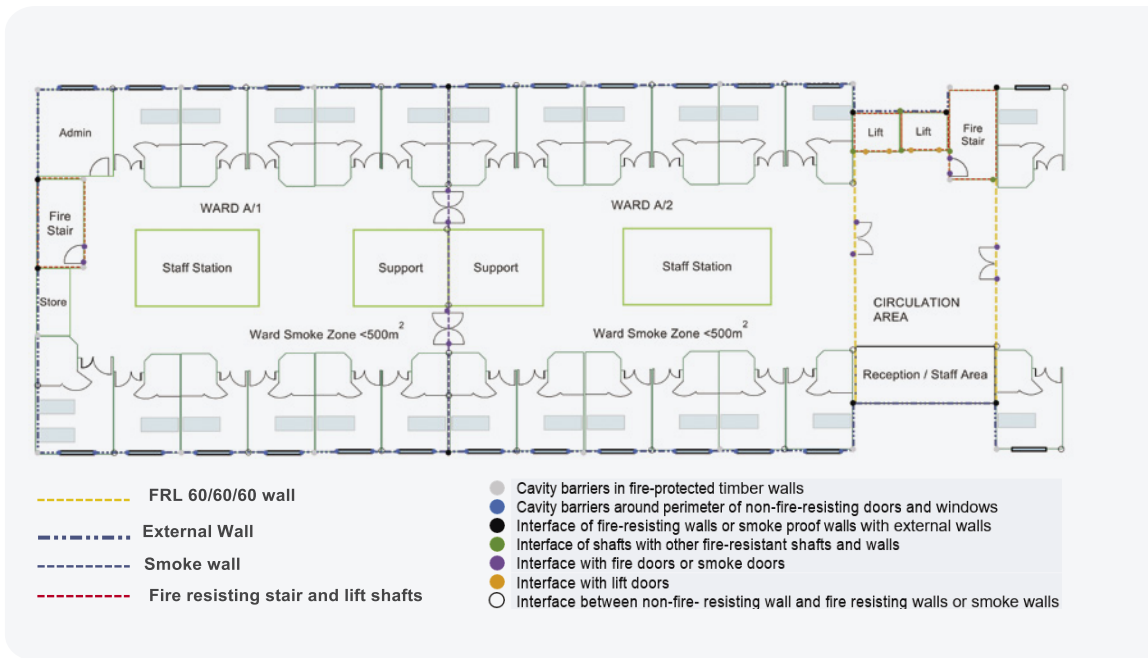 Admin
Lift
Lift
Fire
Stair
WARD A/1
WARD A/2
Fire
Stair
Staff Station
Support
Support
Staff Station
Store
CIRCULATION
AREA
Ward Smoke Zone <500m2
Ward Smoke Zone <500m2
Reception / Staff Area
FRL 60/60/60 wall
External Wall
Smoke wall
Fire resisting stair and lift shafts
Cavity barriers in fire-protected timber walls
Cavity barriers around perimeter of non-fire-resisting doors and windows
Interface of fire-resisting walls or smoke proof walls with external walls
Interface of shafts with other fire-resistant shafts and walls
Interface with fire doors or smoke doors
Interface with lift doors
Interface between non-fire- resisting wall and fire resisting walls or smoke walls